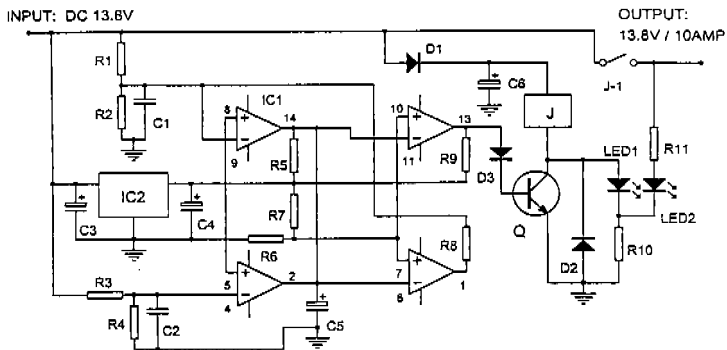 INPUT: DC 13.8V
OUTPUT:
13.8V / 10AMP
R1
D1
C6
J-1
R2
C1
8
IC1
14
10
13
J
R11
9
R5
11
R9
D3
LED1
LED2
IC2
C3
C4
R7
Q
R6
R8
D2
R10
R3
5
2
7
4
6
1
R4
C2
C5